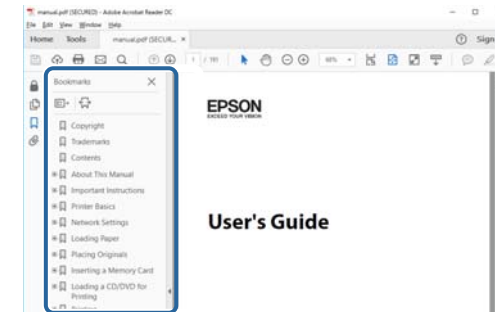 manual.pdf (SECURED) - Adobe Acrobat Reader DC
File Edit View Window Help
Home Tools manual.pdf (SECUR... × Sign
1 / 191
Bookmarks
Copyright
Trademarks
Contents
About This Manual
Important Instructions
Printer Basics
Network Settings
Loading Paper
Placing Originals
Inserting a Memory Card
Loading a CD/DVD for
Printing
EPSON
EXCEED YOUR VISION
User's Guide